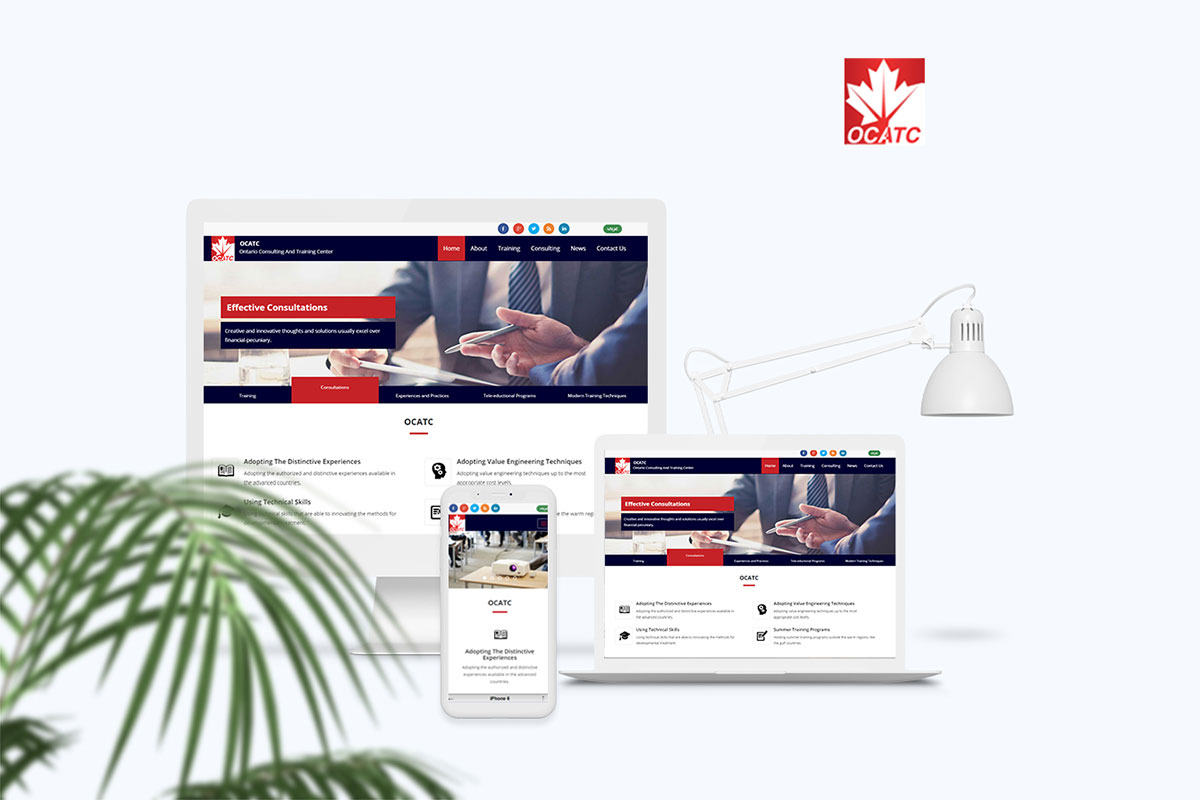 OCATC
عربي
OCATC
Ontario Consulting And Training Center
Home About Training Consulting News Contact Us
OCATC
Effective Consultations
Creative and innovative thoughts and solutions usually excel over
financial-pecuniary.
Training Consultations Experiences and Practices Tele-eductional Programs Modern Training Techniques
OCATC
Adopting The Distinctive Experiences
Adopting the authorized and distinctive experiences available in
the advanced countries.
Adopting Value Engineering Techniques
Adopting value engineering techniques up to the most
appropriate cost levels.
Using Technical Skills
technical skills that are able to innovating the methods for
the warm
OCATC
Adopting The Distinctive
Experiences
Adopting the authorized and distinctive
experiences available in the advanced
countries.
iPhone 6
OCATC
Ontario Consulting And Training Center
Home About Training Consulting News Contact Us
Effective Consultations
Creative and innovative thoughts and solutions usually excel over
financial-pecuniary.
Training Consultations Experiences and Practices Tele-eductional Programs Modern Training Techniques
OCATC
Adopting The Distinctive Experiences
Adopting the authorized and distinctive experiences available in
the advanced countries.
Adopting Value Engineering Techniques
Adopting value engineering techniques up to the most
appropriate cost levels.
Using Technical Skills
Using technical skills that are able to innovating the methods for
developmental treatment.
Summer Training Programs
Holding summer training programs outside the warm regions, like
the gulf countries.